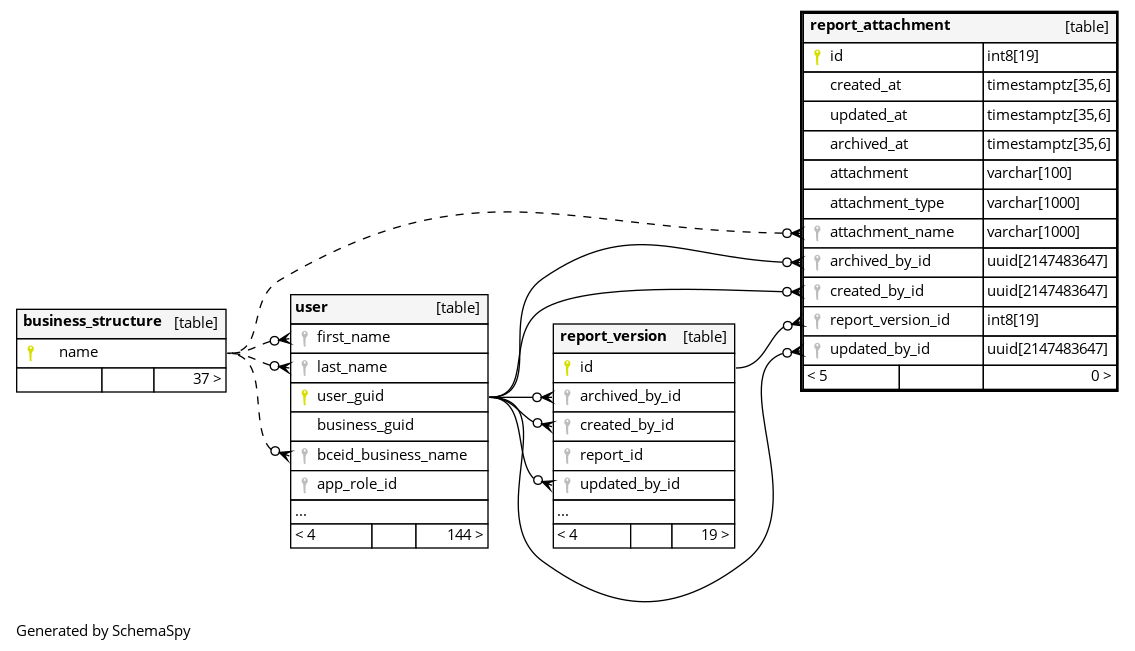 report_attachment [table]
id int8[19]
created_at timestamptz[35,6]
updated_at timestamptz[35,6]
archived_at timestamptz[35,6]
attachment varchar[100]
attachment_type varchar[1000]
attachment_name varchar[1000]
archived_by_id uuid[2147483647]
created_by_id uuid[2147483647]
report_version_id int8[19]
updated_by_id uuid[2147483647]
< 5 0 >
business_structure [table]
name
37 >
user [table]
first_name
last_name
user_guid
business_guid
bceid_business_name
app_role_id
...
< 4 144 >
report_version [table]
id
archived_by_id
created_by_id
report_id
updated_by_id
...
< 4 19 >
Generated by SchemaSpy